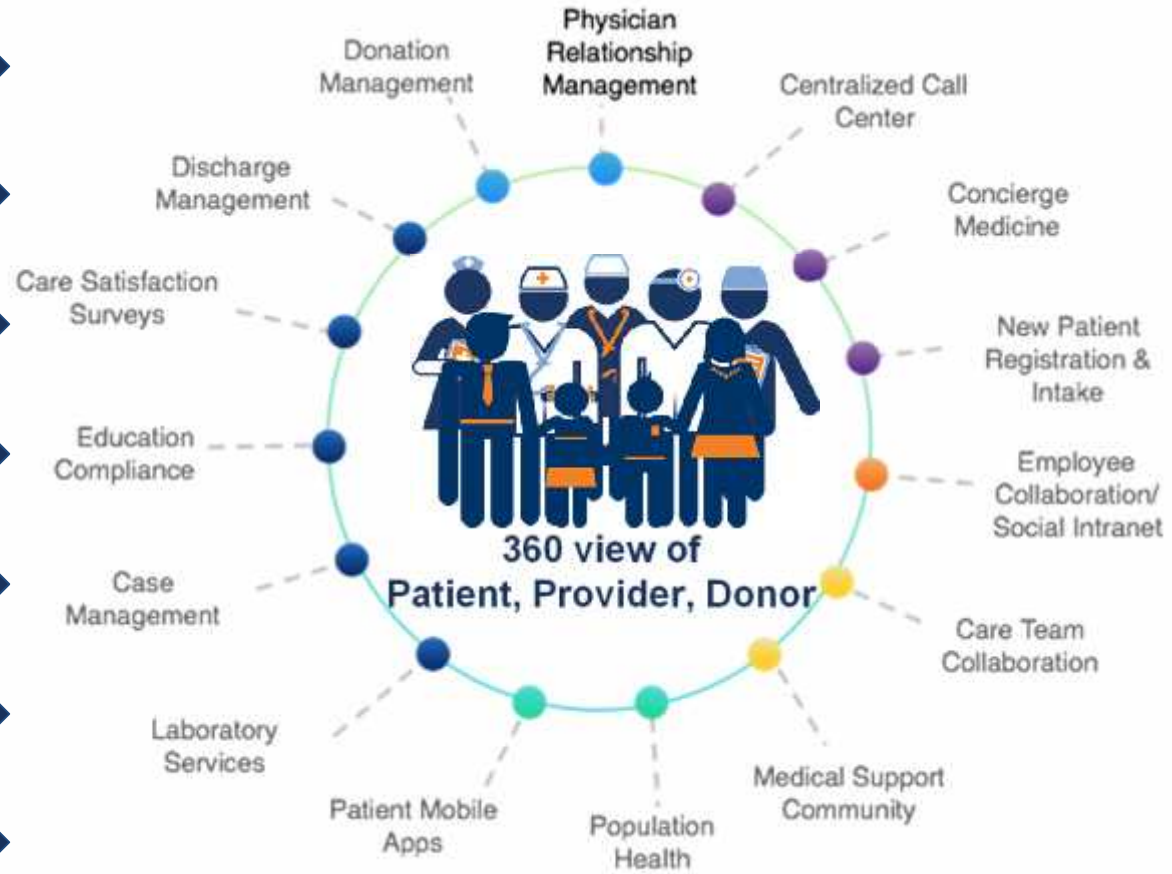 Physician
Relationship
Management
Centralized Call
Center
Concierge
Medicine
New Patient
Registration &
Intake
Employee
Collaboration/
Social Intranet
Care Team
Collaboration
Medical Support
Community
Population
Health
Patient Mobile
Apps
Laboratory
Services
Case
Management
Education
Compliance
Care Satisfaction
Surveys
Discharge
Management
Donation
Management
360 view of
Patient, Provider, Donor